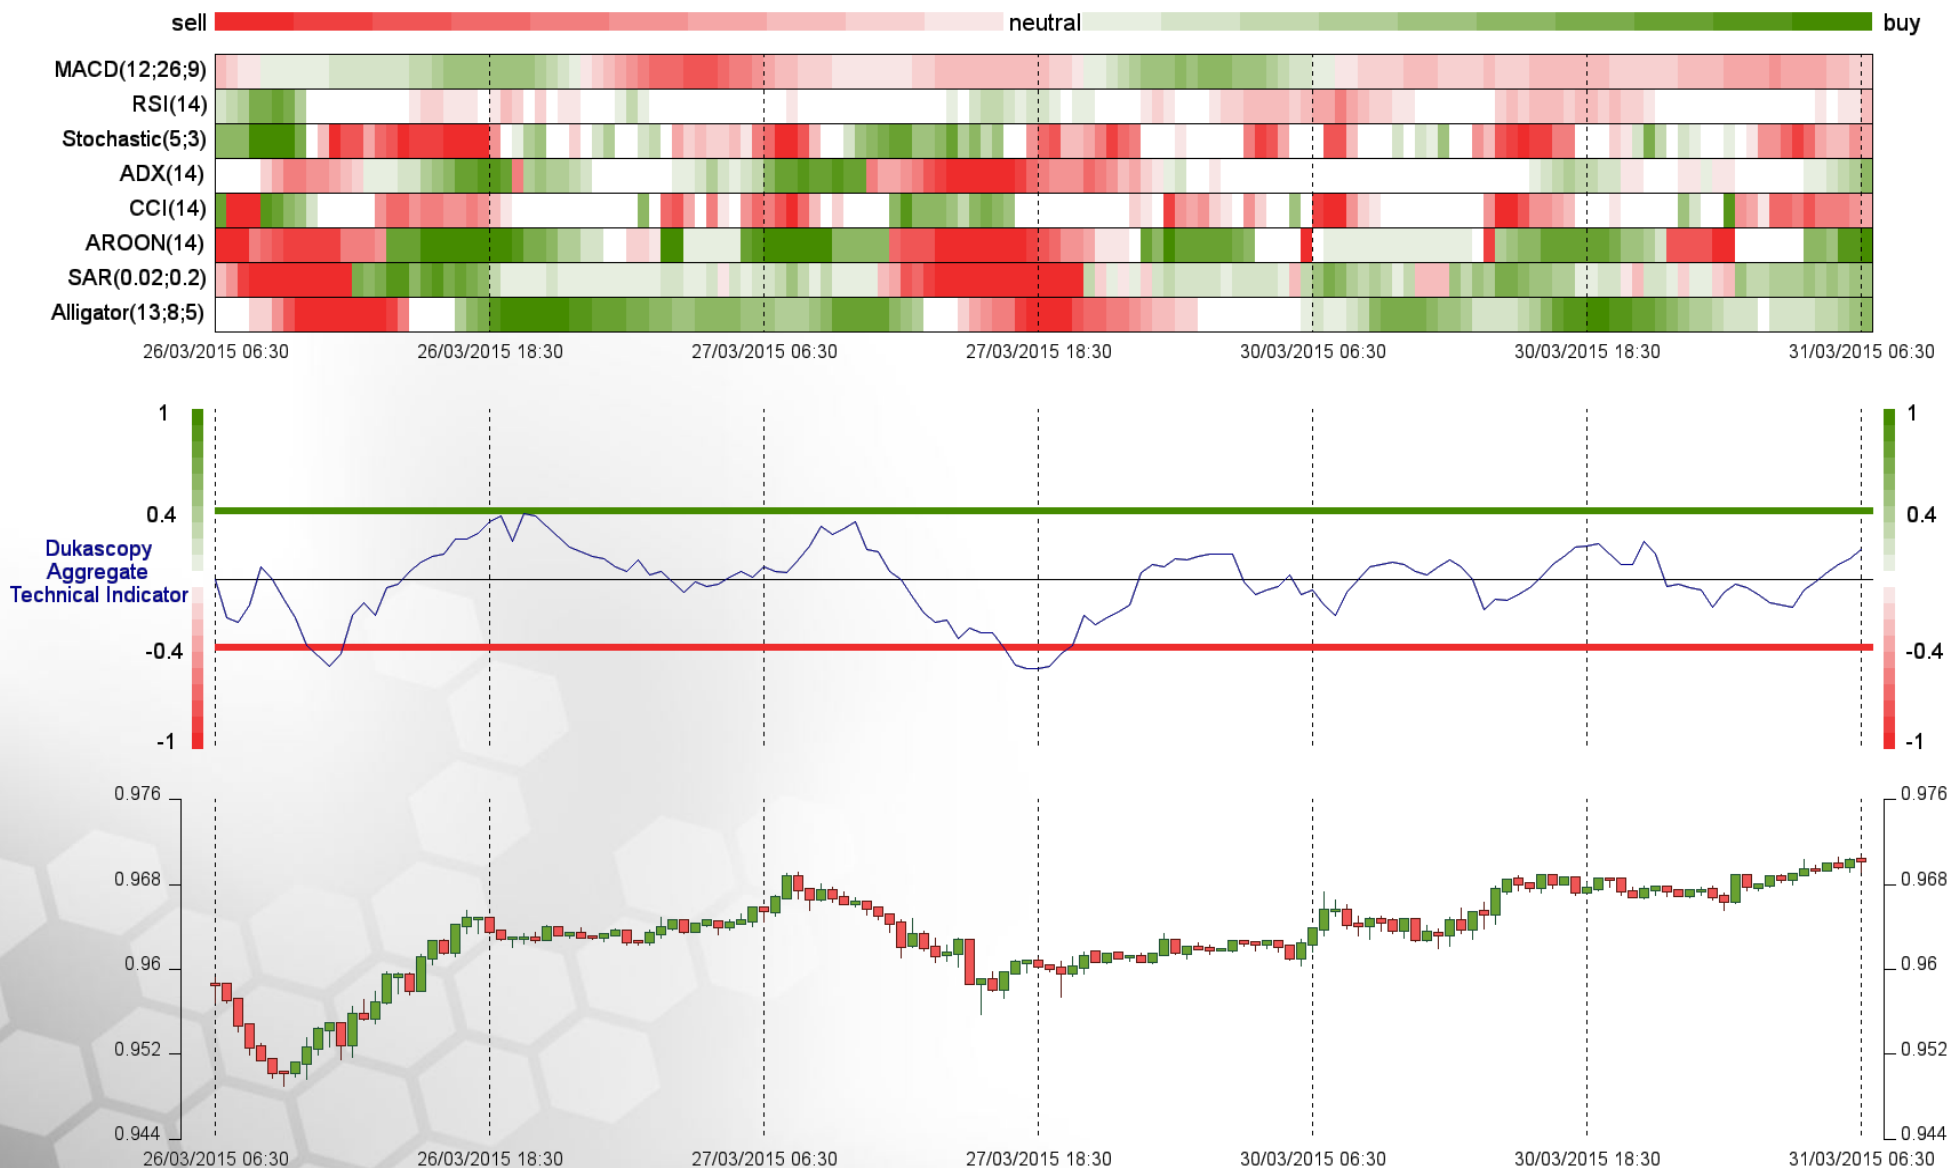 sell neutral buy
MACD(12;26;9)
RSI(14)
Stochastic(5;3)
ADX(14)
CCI(14)
AROON(14)
SAR(0.02;0.2)
Alligator(13;8;5)
26/03/2015 06:30 26/03/2015 18:30 27/03/2015 06:30 27/03/2015 18:30 30/03/2015 06:30 30/03/2015 18:30 31/03/2015 06:30
1 1
0.4 0.4
Dukascopy
Aggregate
Technical Indicator
-0.4 -0.4
-1 -1
0.976 0.976
0.968 0.968
0.96 0.96
0.952 0.952
0.944 0.944
26/03/2015 06:30 26/03/2015 18:30 27/03/2015 06:30 27/03/2015 18:30 30/03/2015 06:30 30/03/2015 18:30 31/03/2015 06:30